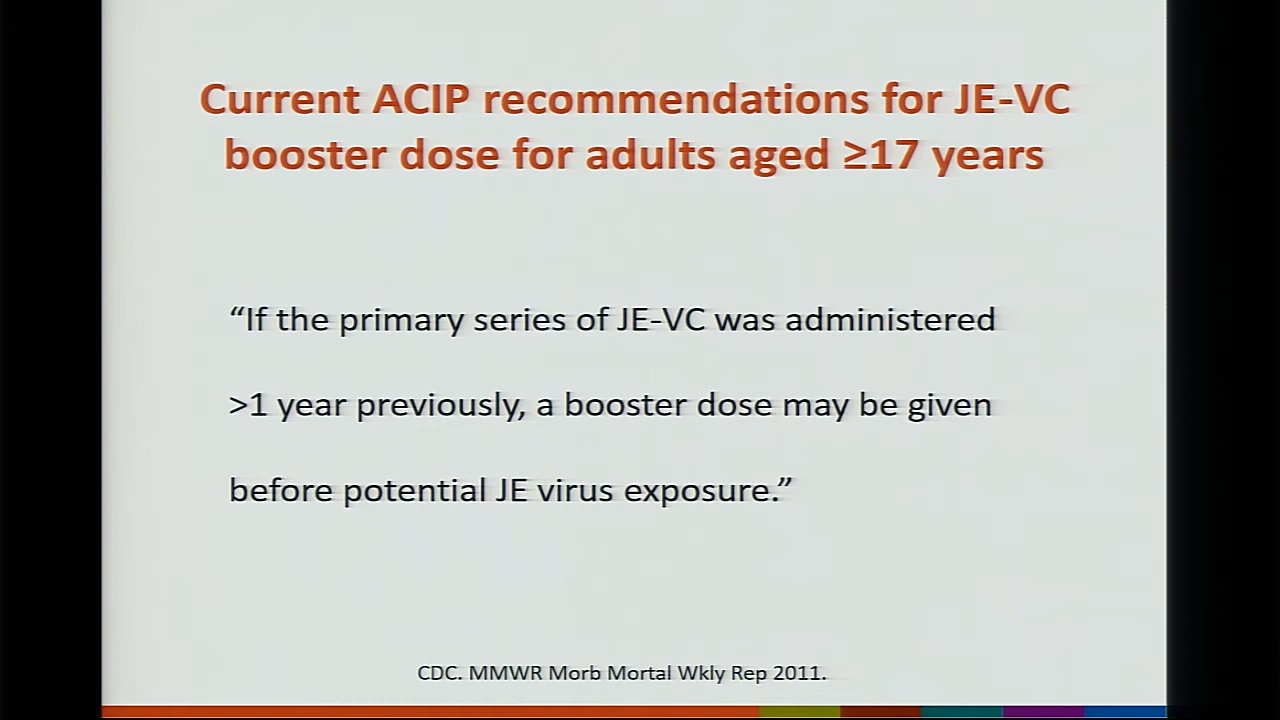 Current ACIP recommendations for JE-VC
booster dose for adults aged ≥17 years
“If the primary series of JE-VC was administered
>1 year previously, a booster dose may be given
before potential JE virus exposure.”
CDC. MMWR Morb Mortal Wkly Rep 2011.